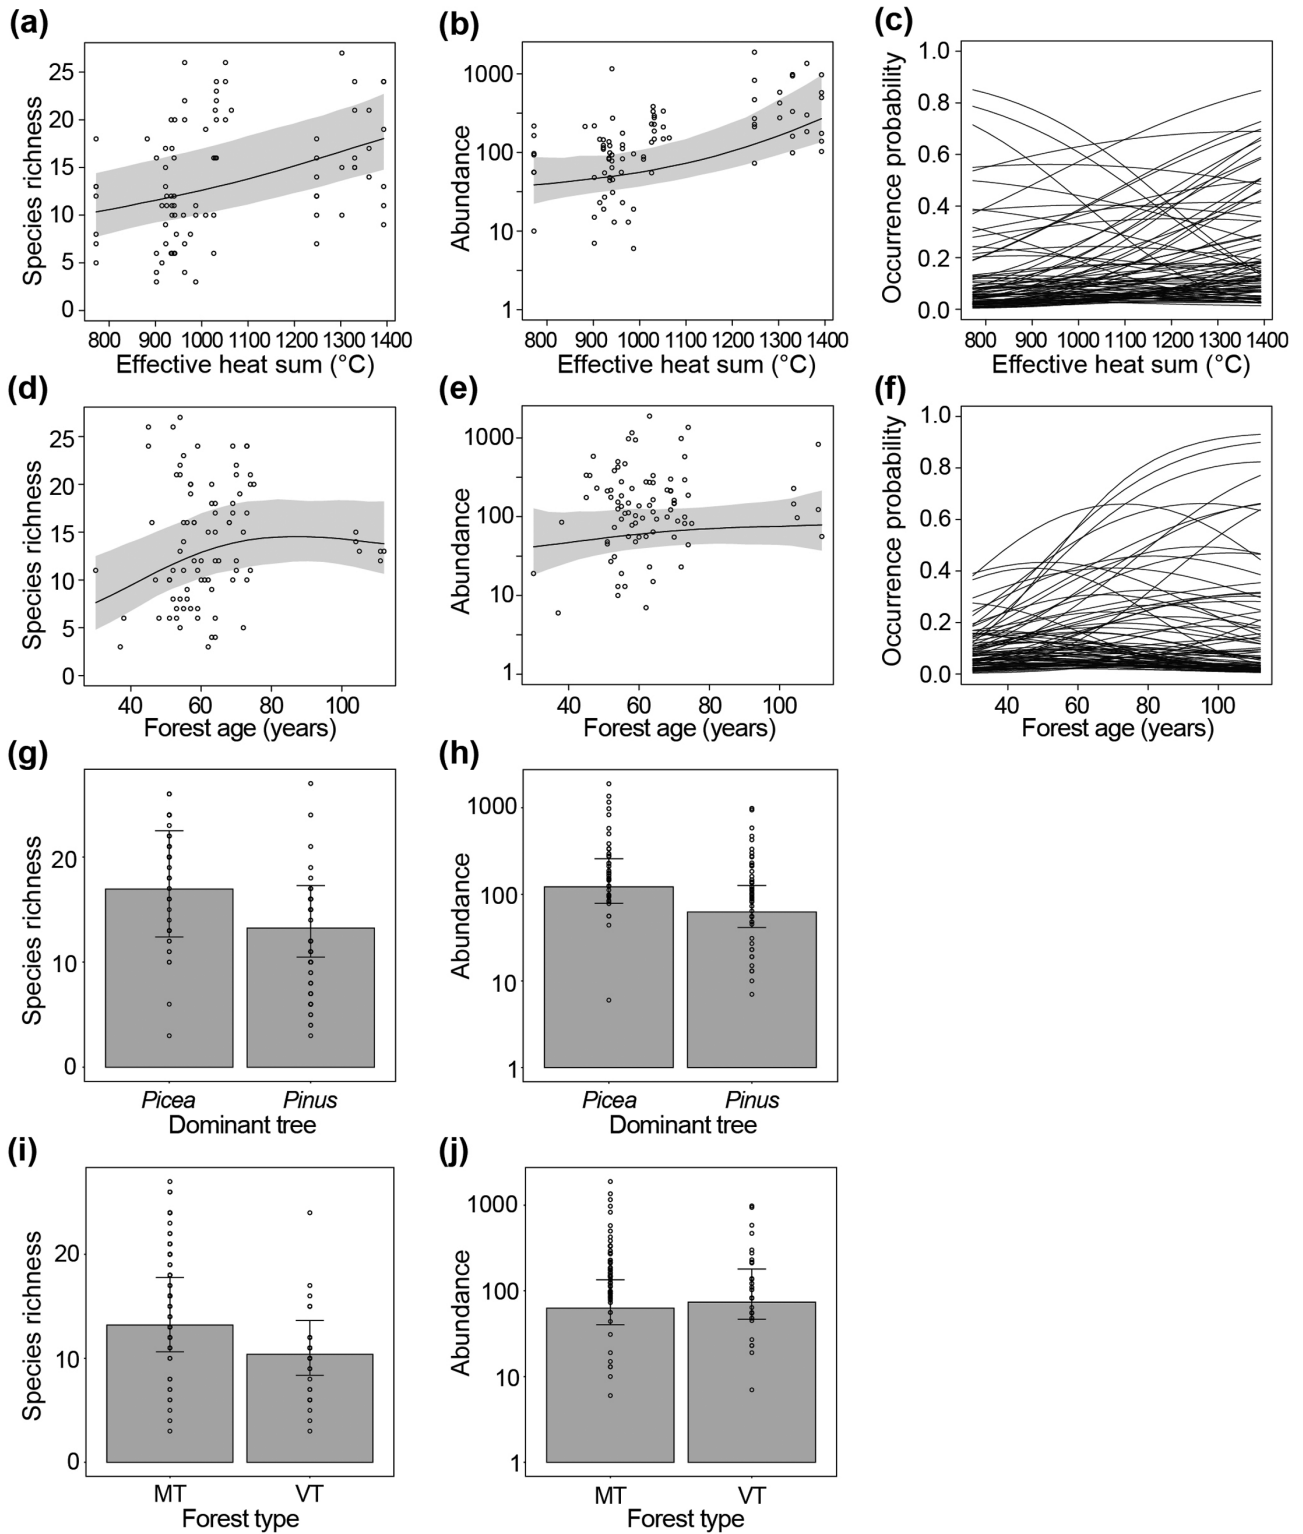 (a)
Species richness
25
20
15
10
5
0
800 900 1000 1100 1200 1300 1400
Effective heat sum (°C)
(b)
Abundance
1000
100
10
1
800 900 1000 1100 1200 1300 1400
Effective heat sum (°C)
(c)
Occurrence probability
1.0
0.8
0.6
0.4
0.2
0.0
800 900 1000 1100 1200 1300 1400
Effective heat sum (°C)
(d)
Species richness
25
20
15
10
5
0
40 60 80 100
Forest age (years)
(e)
Abundance
1000
100
10
1
40 60 80 100
Forest age (years)
(f)
Occurrence probability
1.0
0.8
0.6
0.4
0.2
0.0
40 60 80 100
Forest age (years)
(g)
Species richness
20
10
0
Picea Pinus
Dominant tree
(h)
Abundance
1000
100
10
1
Picea Pinus
Dominant tree
(i)
Species richness
20
10
0
MT VT
Forest type
(j)
Abundance
1000
100
10
1
MT VT
Forest type